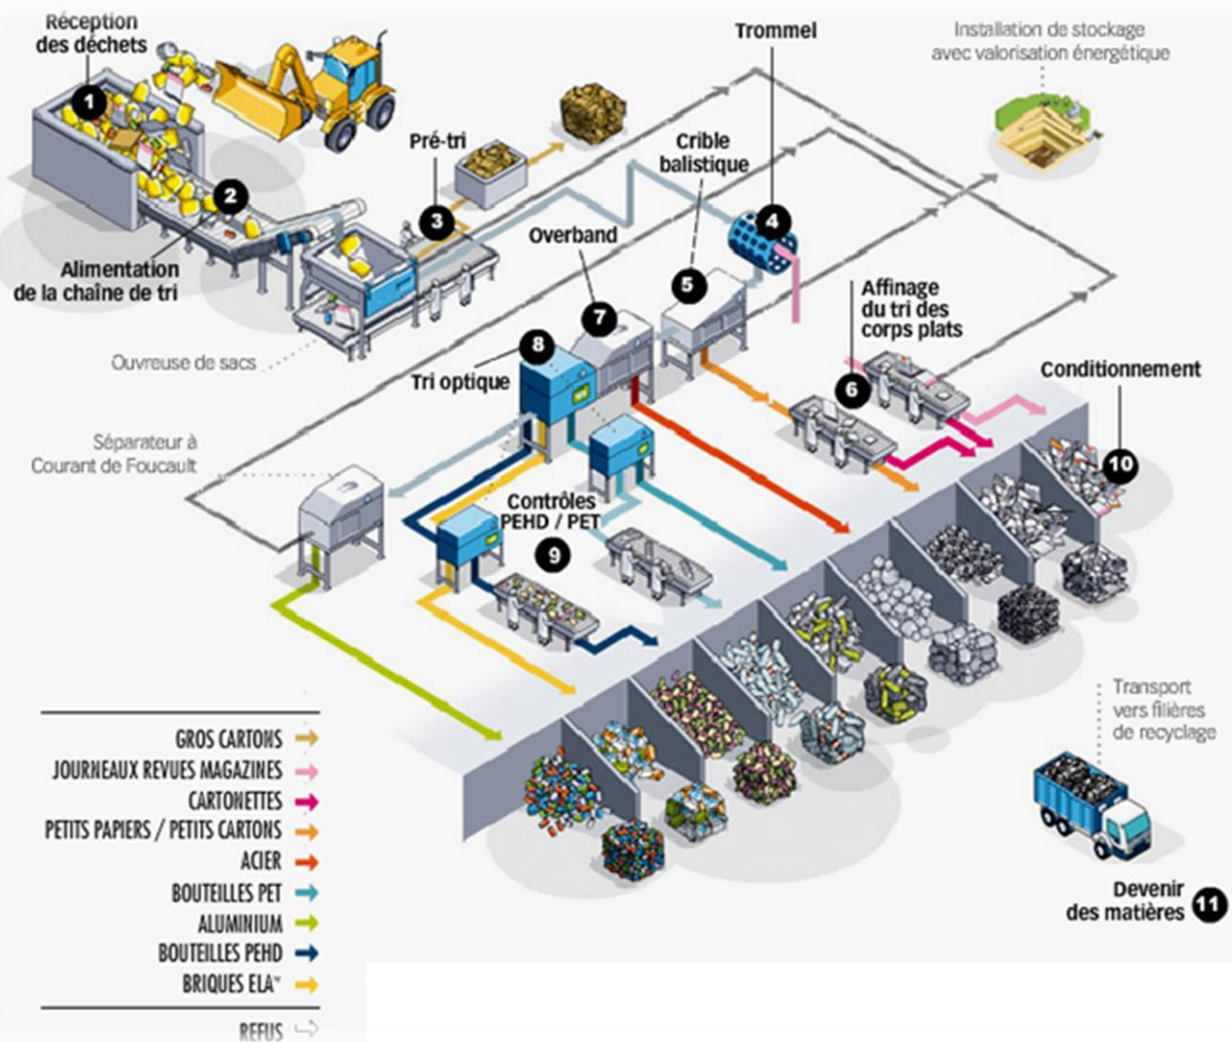 Réception
des déchets
1
2
Alimentation
de la chaîne de tri
Ouvreuse de sacs
Pré-tri
3
Trommel
4
Crible
balistique
5
Overband
7
8
Tri optique
Installation de stockage
avec valorisation énergétique
Affinage
du tri des
corps plats
6
Conditionnement
10
Séparateur à
Courant de Foucault
Contrôles
PEHD / PET
9
Transport
vers filières
de recyclage
Devenir
des matières 11
GROS CARTONS
JOURNEAUX REVUES MAGAZINES
CARTONETTES
PETITS PAPIERS / PETITS CARTONS
ACIER
BOUTEILLES PET
ALUMINIUM
BOUTEILLES PEHD
BRIQUES ELA
REFUS